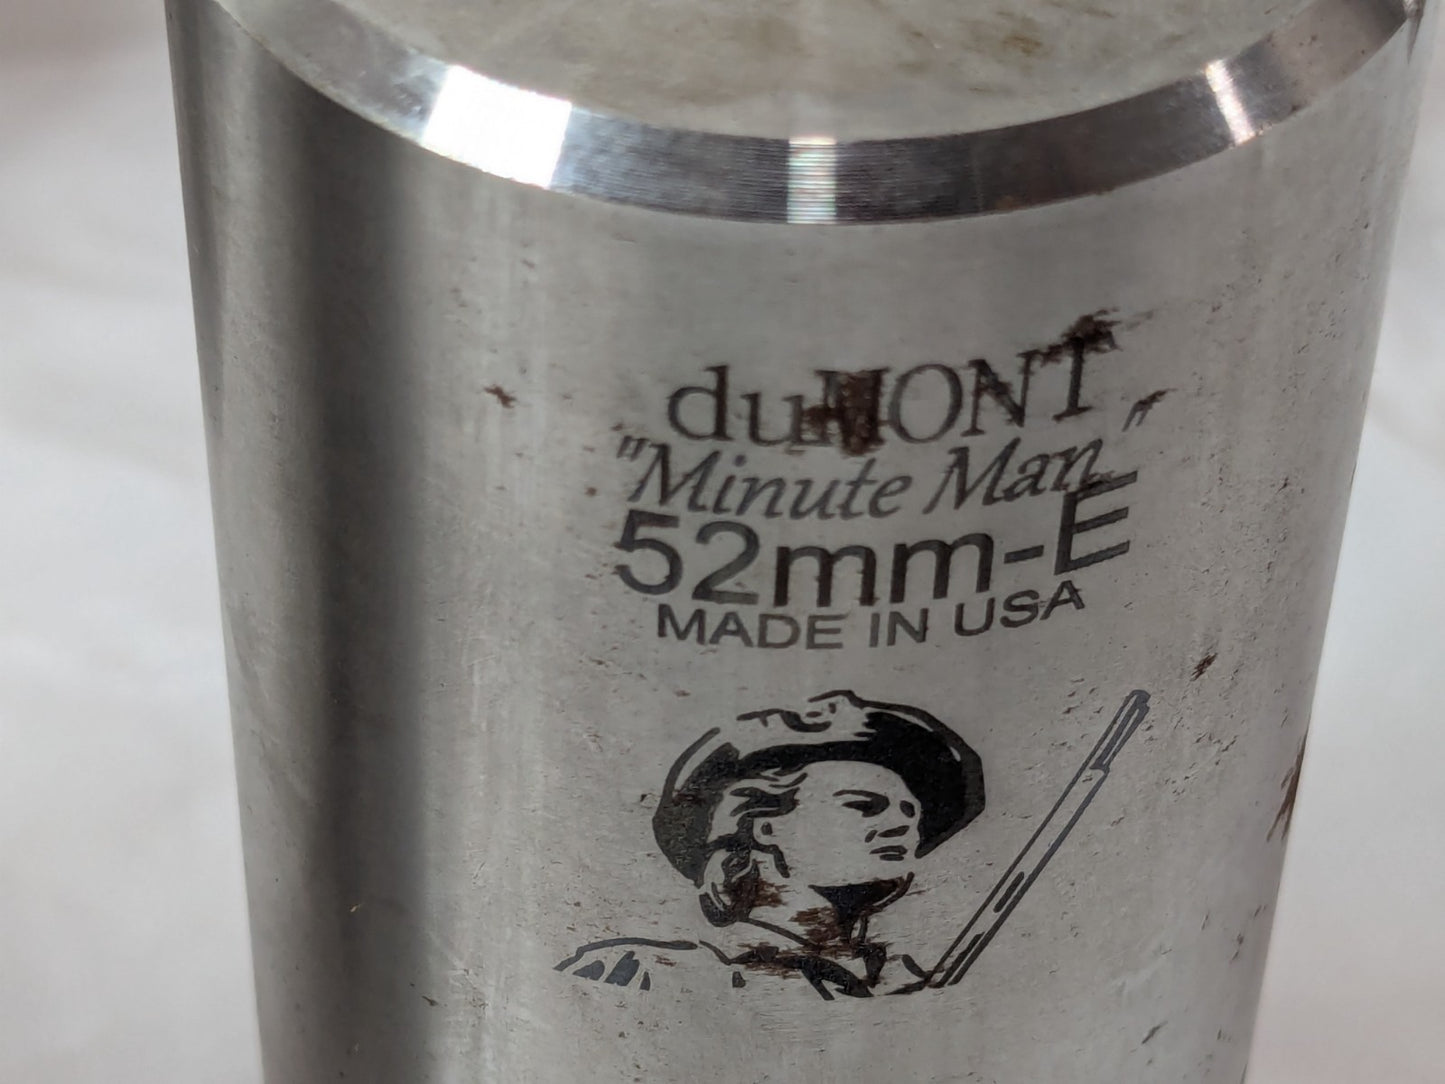 duMONT
"Minute Man"
52mm-E
MADE IN USA